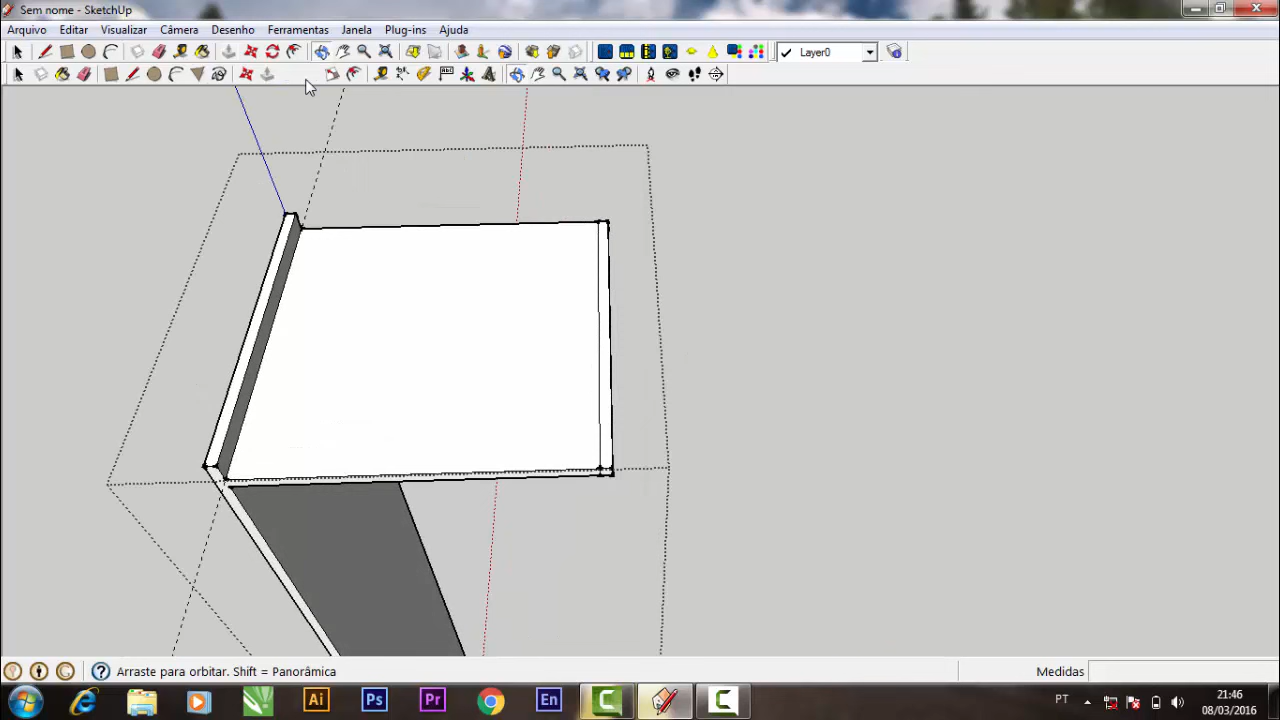 Sem nome - SketchUp
Arquivo Editar Visualizar Câmera Desenho Ferramentas Janela Plug-ins Ajuda
Layer0
Arraste para orbitar. Shift = Panorâmica
Medidas
Ai Ps Pr En
PT
21:46
08/03/2016